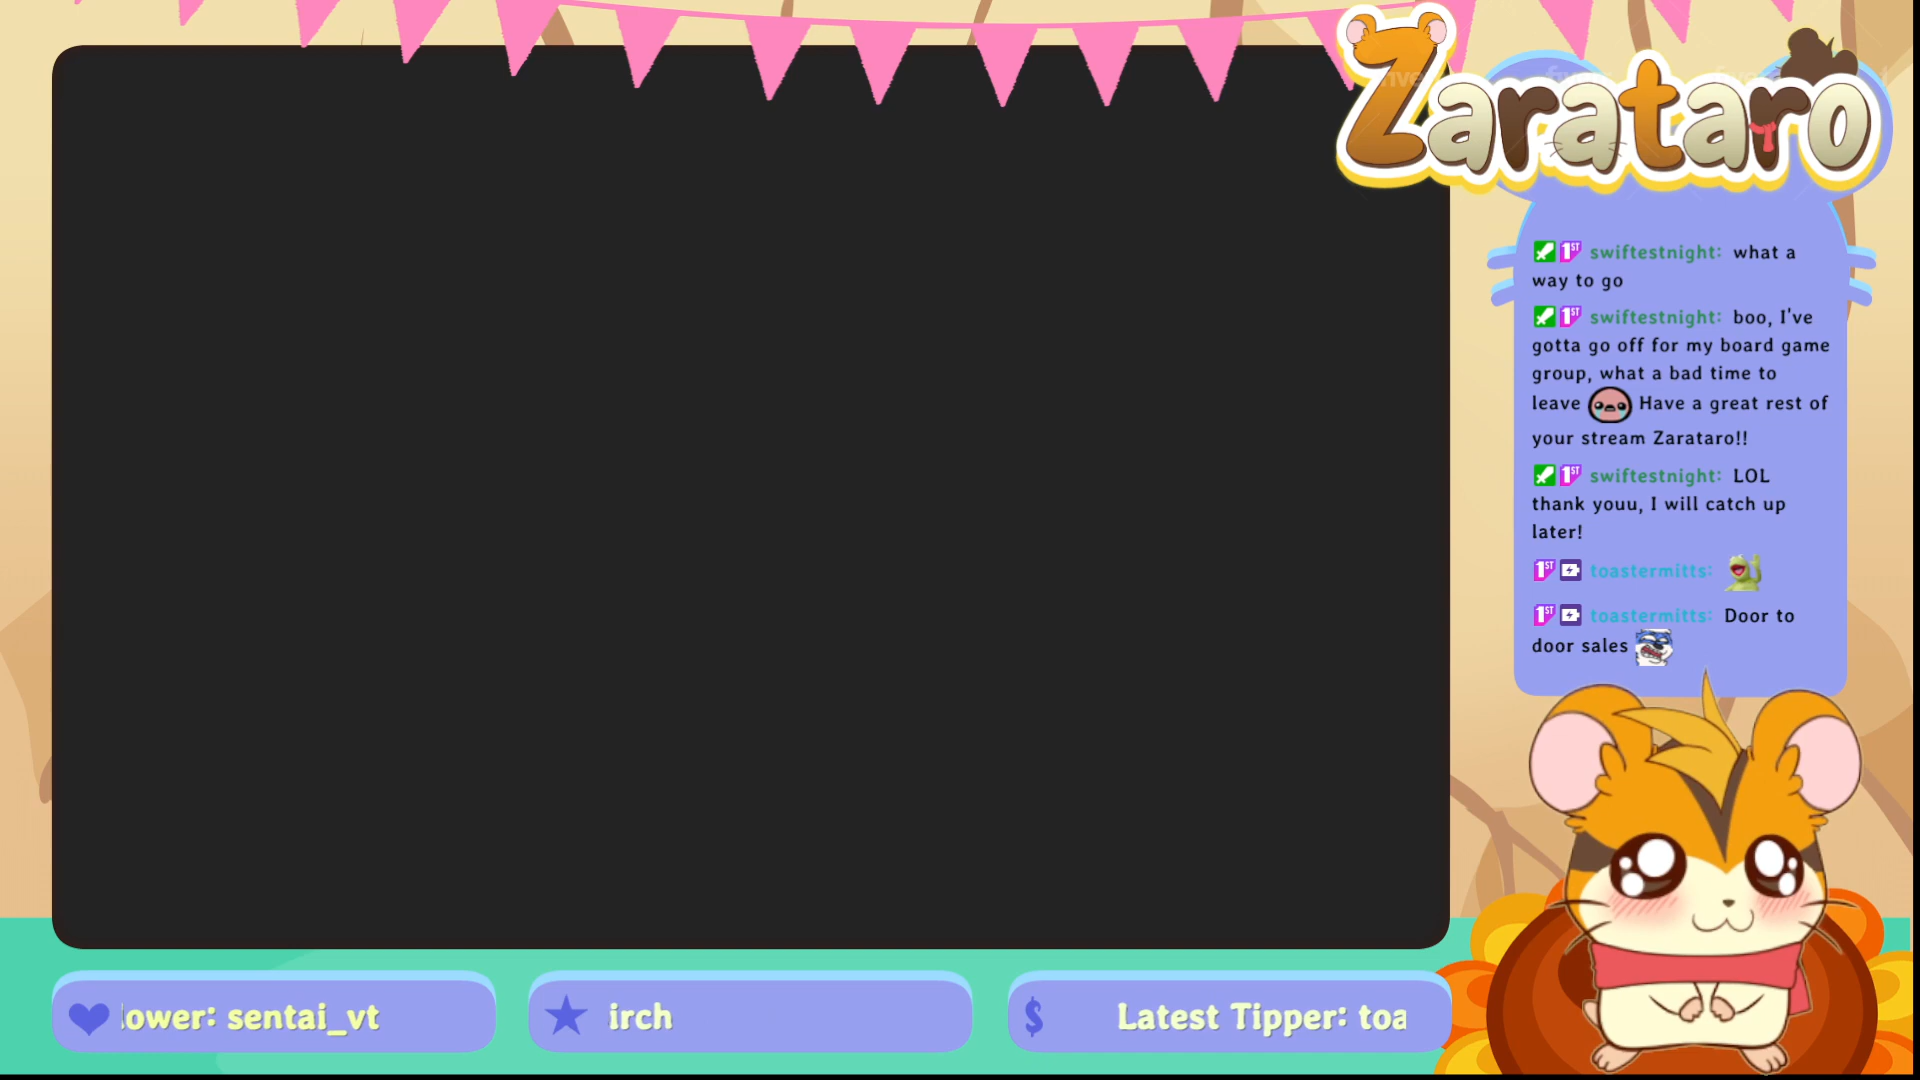 Zarataro
swiftestnight: what a
way to go
swiftestnight: boo, I've
gotta go off for my board game
group, what a bad time to
leave Have a great rest of
your stream Zarataro!!
swiftestnight: LOL
thank youu, I will catch up
later!
toastermitts:
toastermitts: Door to
door sales
lower: sentai_vt
irch
Latest Tipper: toa